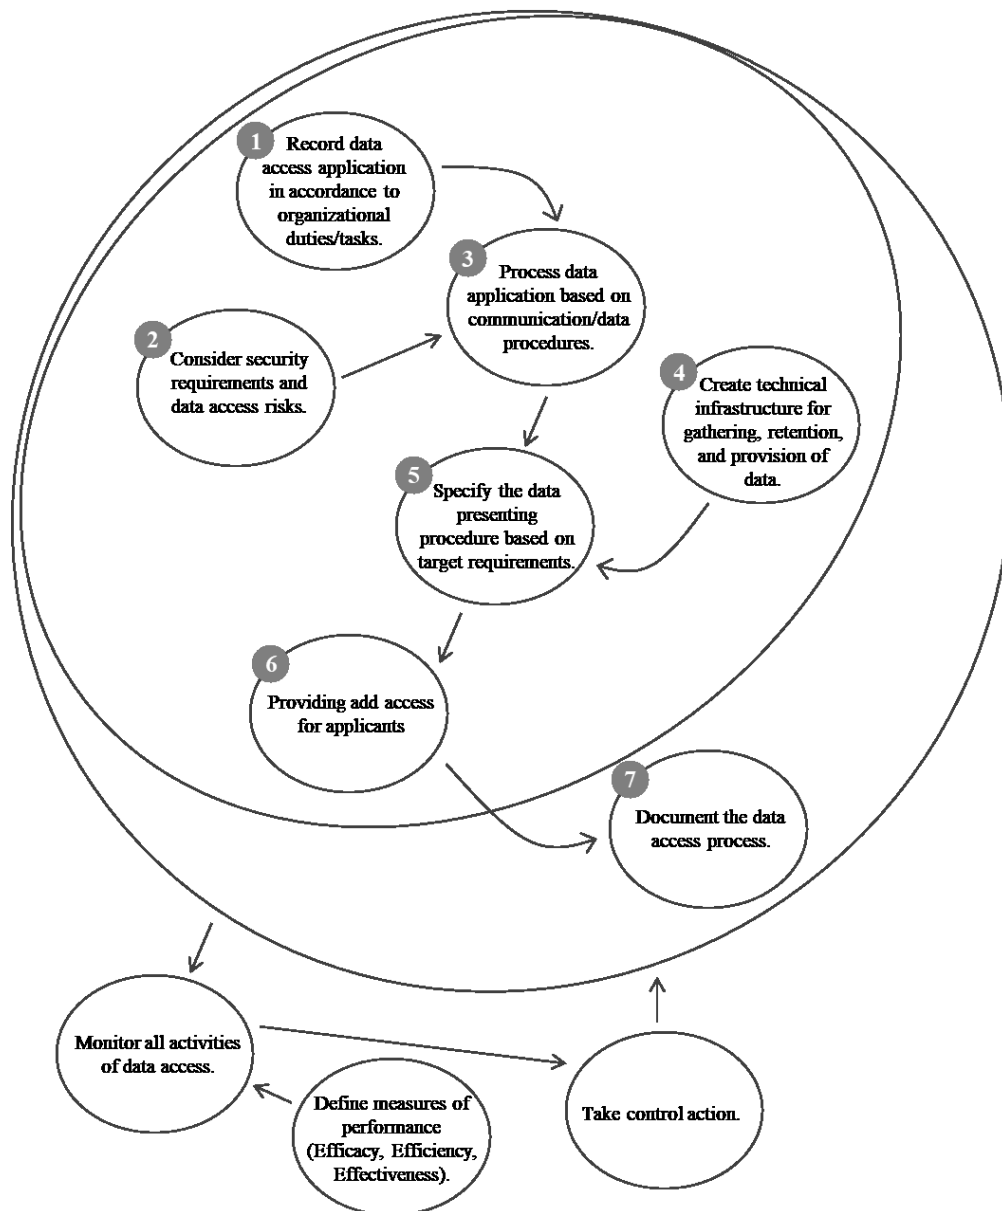 1
Record data
access application
in accordance to
organizational
duties/tasks.
3
Process data
application based on
communication/data
procedures.
2
Consider security
requirements and
data access risks.
4
Create technical
infrastructure for
gathering, retention,
and provision of
data.
5
Specify the data
presenting
procedure based on
target requirements.
6
Providing add access
for applicants
7
Document the data
access process.
Monitor all activities
of data access.
Define measures of
performance
(Efficacy, Efficiency,
Effectiveness).
Take control action.